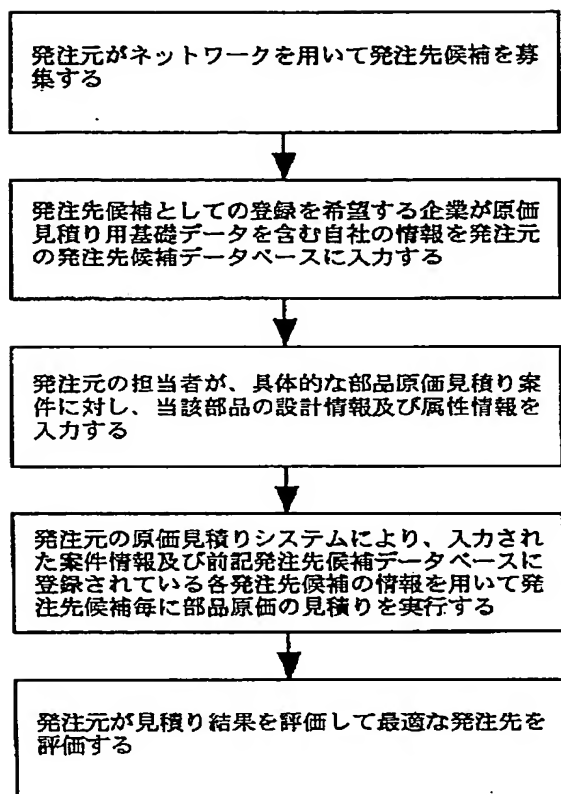 発注元がネットワークを用いて発注先候補を募
集する
発注先候補としての登録を希望する企業が原価
見積り用基礎データを含む自社の情報を発注元
の発注先候補データベースに入力する
発注元の担当者が、具体的な部品原価見積り案
件に対し、当該部品の設計情報及び属性情報を
入力する
発注元の原価見積りシステムにより、入力され
た案件情報及び前記発注先候補データベースに
登録されている各発注先候補の情報を用いて発
注先候補毎に部品原価の見積りを実行する
発注元が見積り結果を評価して最適な発注先を
評価する